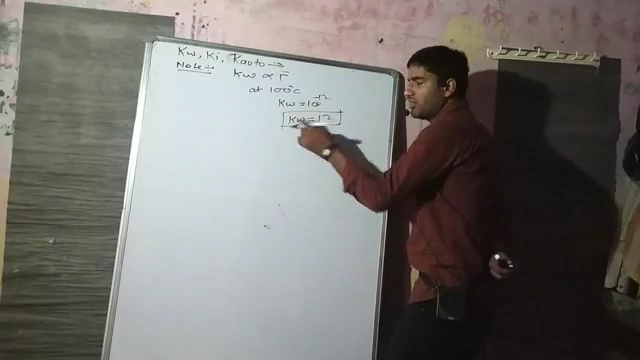 Kw, Ki, Kauto →
Note :-
Kw ∝ T
at 100°c
Kw = 10⁻¹²
Kw = 12